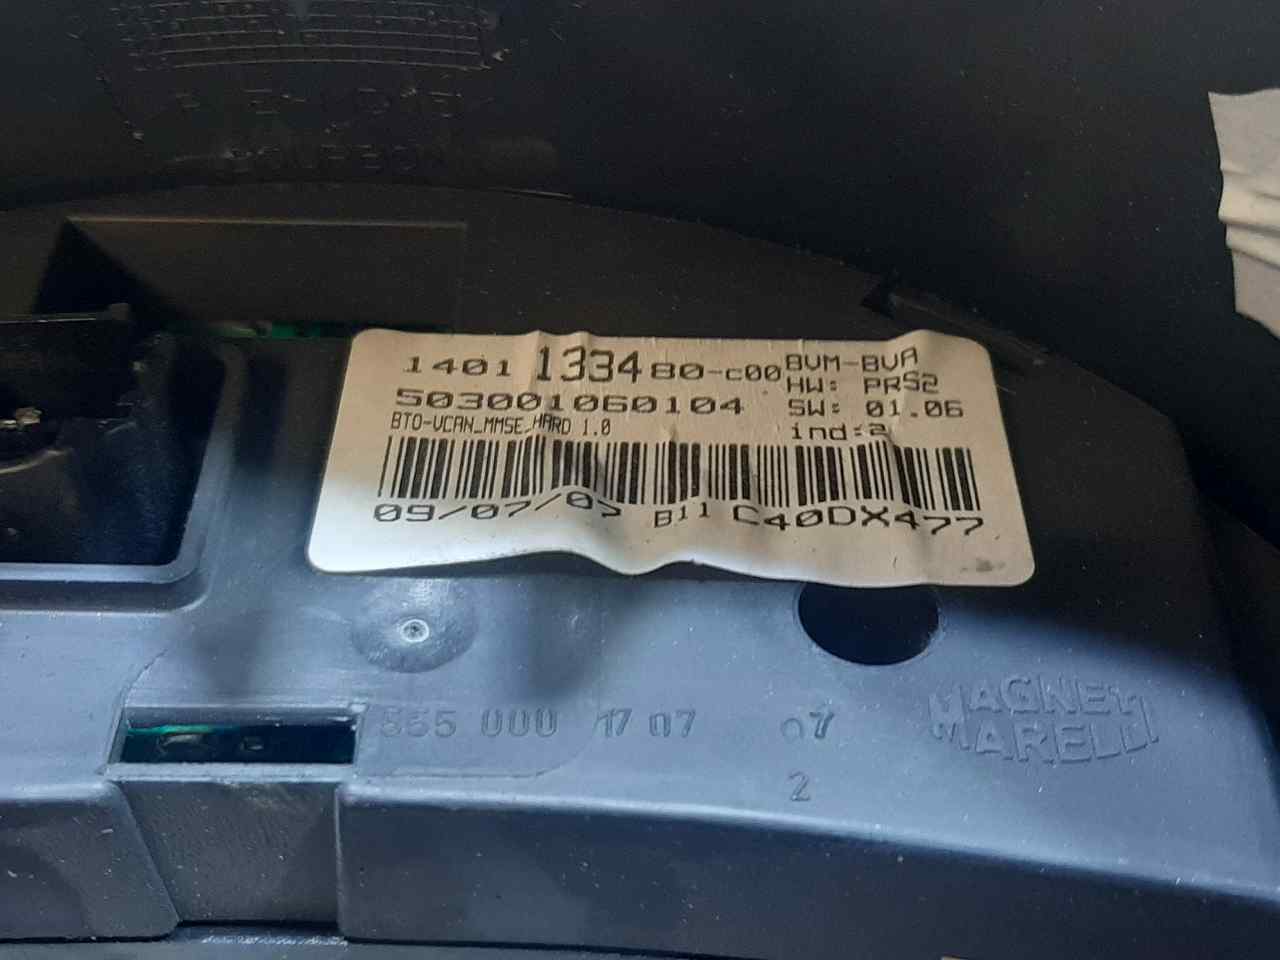 1401 133480-c00 BVM-BVA
HW: PRS2
503001060104 SW: 01.06
BTO-VCAN_MMSE_HARD 1.0 ind:2
09/07/07 B11 C40DX477
555 000 17 07 07
2
MAGNETI
MARELLI